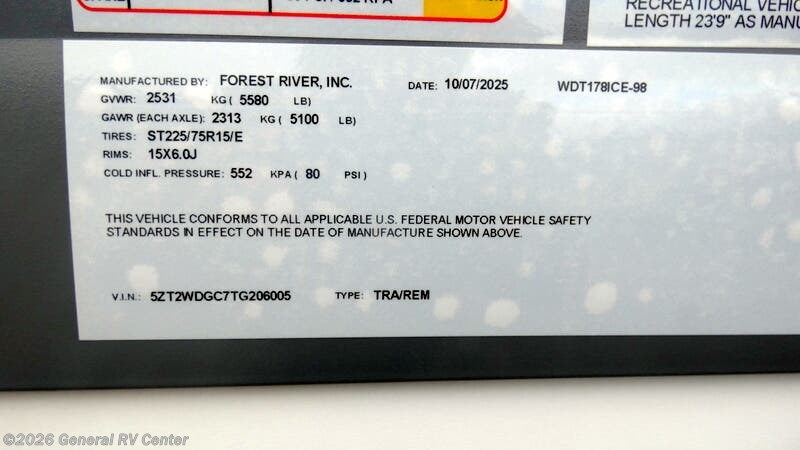 RECREATIONAL VEHIC
LENGTH 23'9" AS MANU
MANUFACTURED BY: FOREST RIVER, INC. DATE: 10/07/2025 WDT178ICE-98
GVWR: 2531 KG ( 5580 LB)
GAWR (EACH AXLE): 2313 KG ( 5100 LB)
TIRES: ST225/75R15/E
RIMS: 15X6.0J
COLD INFL. PRESSURE: 552 KPA ( 80 PSI )
THIS VEHICLE CONFORMS TO ALL APPLICABLE U.S. FEDERAL MOTOR VEHICLE SAFETY
STANDARDS IN EFFECT ON THE DATE OF MANUFACTURE SHOWN ABOVE.
V.I.N.: 5ZT2WDGC7TG206005 TYPE: TRA/REM
©2026 General RV Center